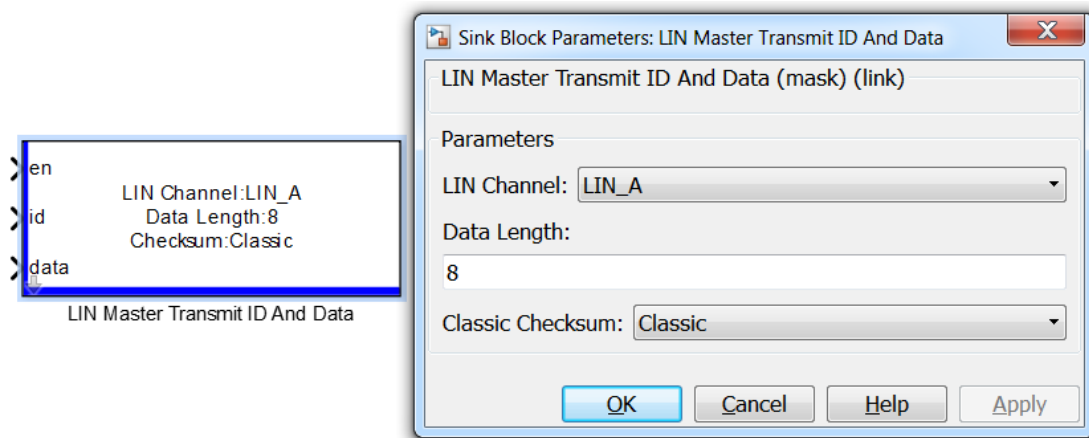 en
id
data
LIN Channel:LIN_A
Data Length:8
Checksum:Classic
LIN Master Transmit ID And Data
Sink Block Parameters: LIN Master Transmit ID And Data
X
LIN Master Transmit ID And Data (mask) (link)
Parameters
LIN Channel: LIN_A
Data Length:
8
Classic Checksum: Classic
OK Cancel Help Apply